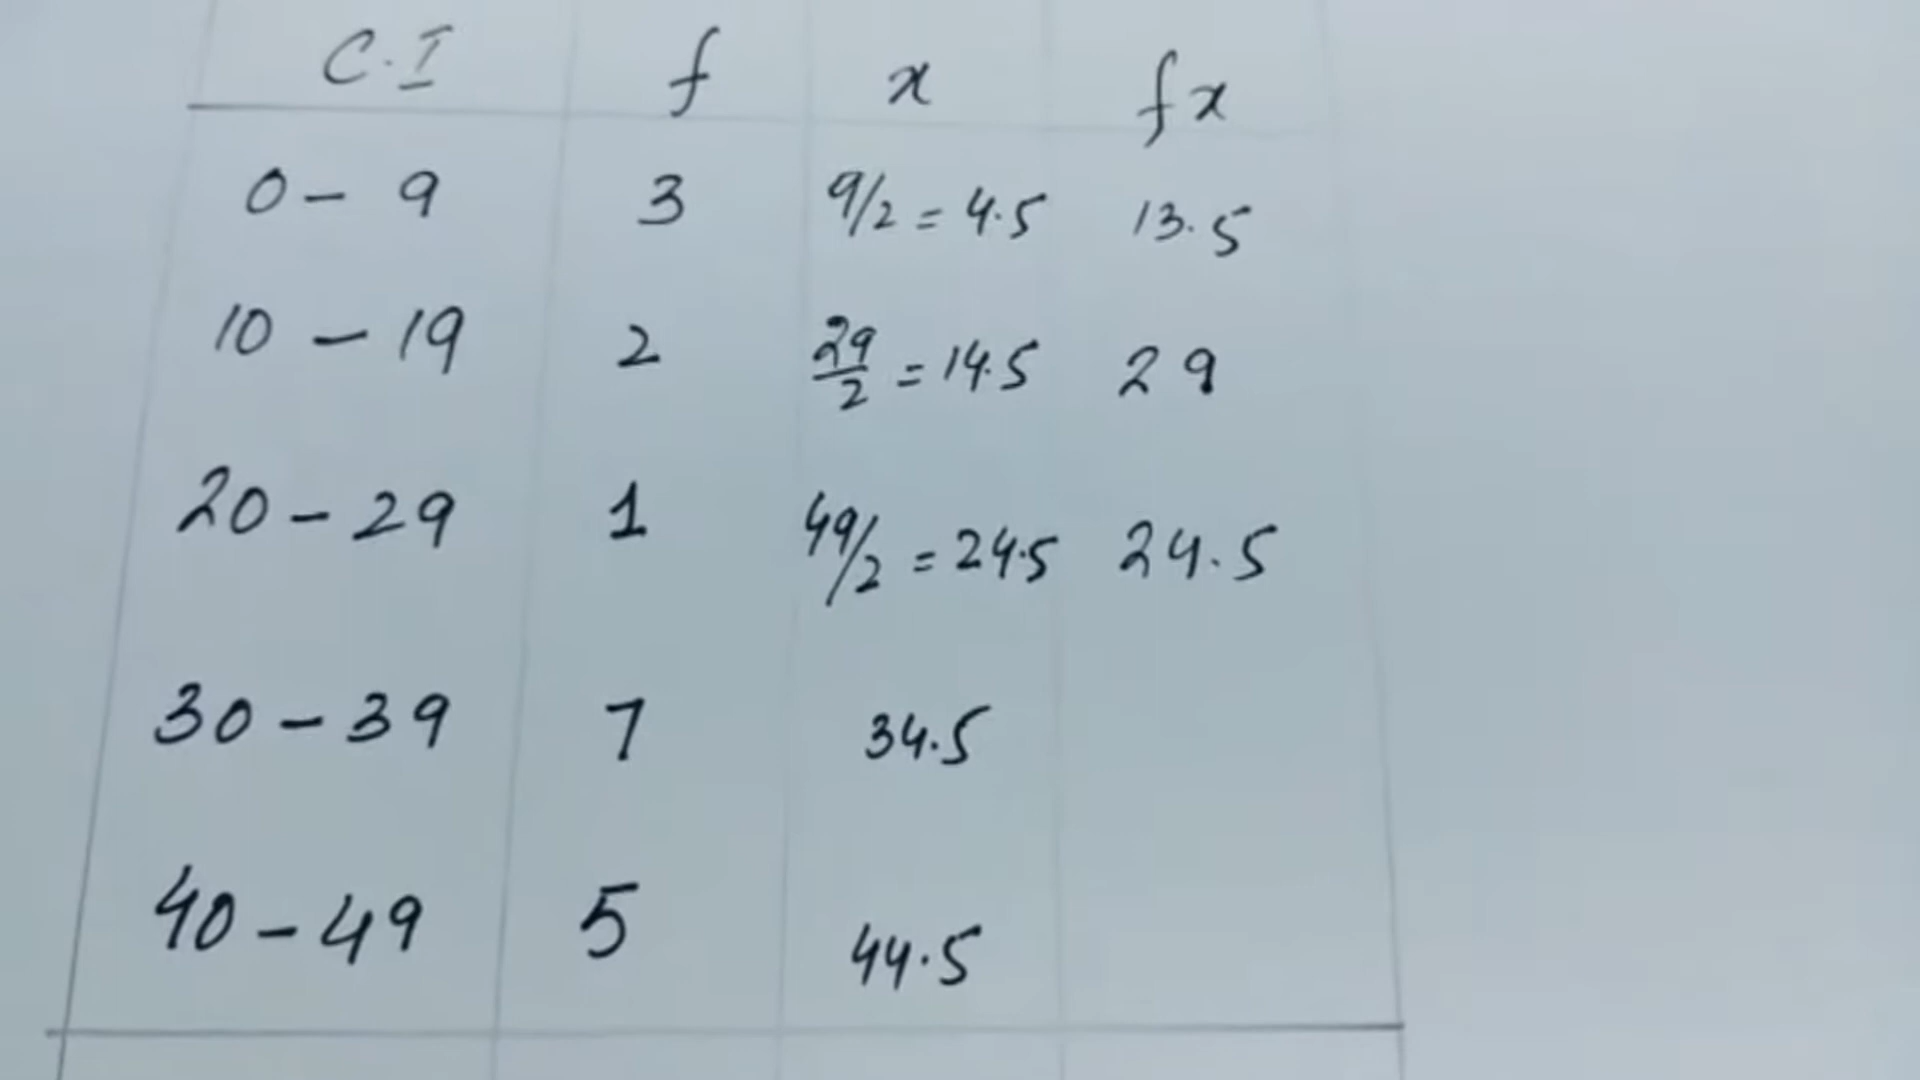 C.I f x fx
0 - 9 3 9/2 = 4.5 13.5
10 - 19 2 29/2 = 14.5 29
20 - 29 1 49/2 = 24.5 24.5
30 - 39 7 34.5
40 - 49 5 44.5